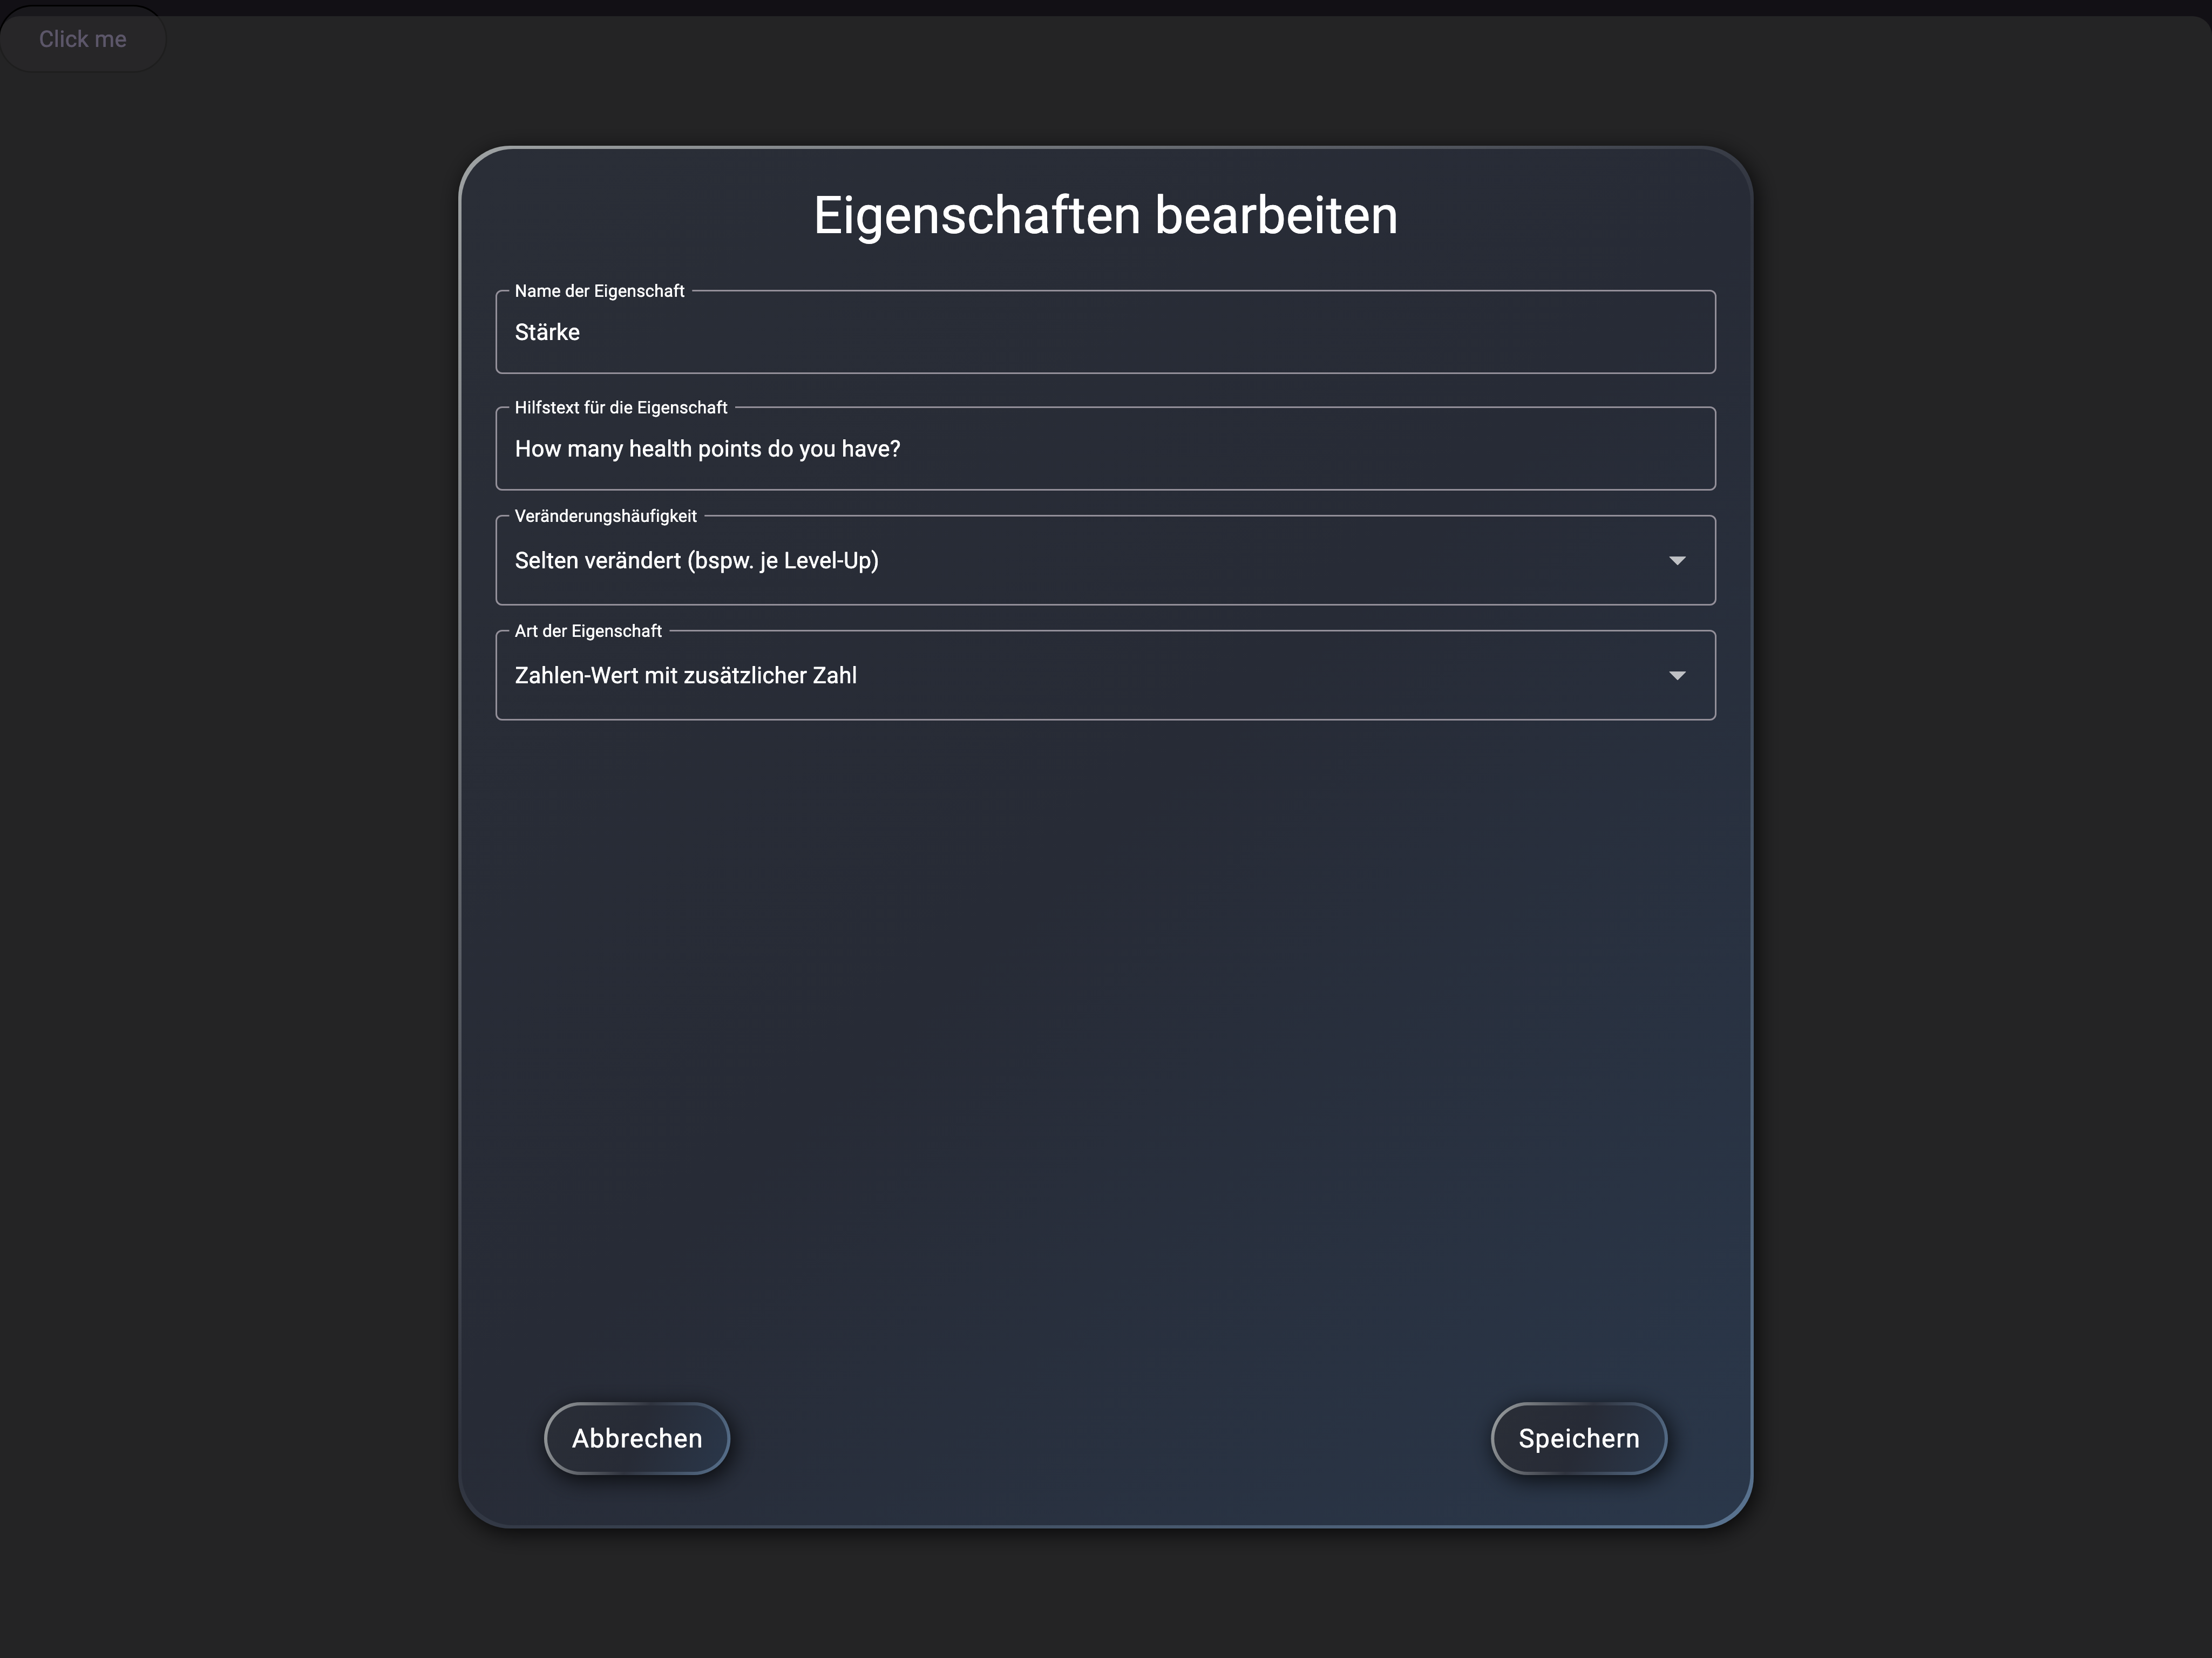 Click me
Eigenschaften bearbeiten
Name der Eigenschaft
Stärke
Hilfstext für die Eigenschaft
How many health points do you have?
Veränderungshäufigkeit
Selten verändert (bspw. je Level-Up)
Art der Eigenschaft
Zahlen-Wert mit zusätzlicher Zahl
Abbrechen
Speichern